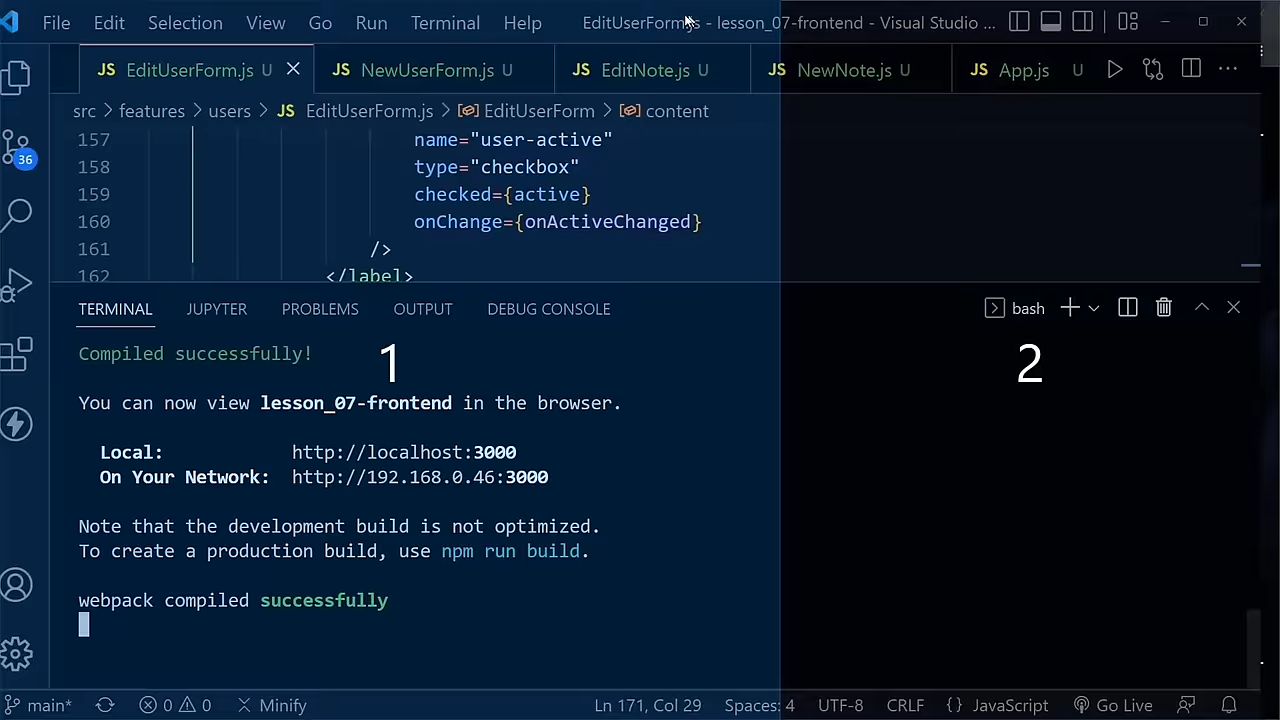 File Edit Selection View Go Run Terminal Help EditUserForm.js - lesson_07-frontend - Visual Studio ...
JS EditUserForm.js U JS NewUserForm.js U JS EditNote.js U JS NewNote.js U JS App.js U
src > features > users > JS EditUserForm.js > EditUserForm > content
157 name="user-active"
158 type="checkbox"
159 checked={active}
160 onChange={onActiveChanged}
161 />
162 </label>
36
TERMINAL JUPYTER PROBLEMS OUTPUT DEBUG CONSOLE bash
Compiled successfully!
1 2
You can now view lesson_07-frontend in the browser.
Local: http://localhost:3000
On Your Network: http://192.168.0.46:3000
Note that the development build is not optimized.
To create a production build, use npm run build.
webpack compiled successfully
main* 0 0 Minify Ln 171, Col 29 Spaces: 4 UTF-8 CRLF {} JavaScript Go Live